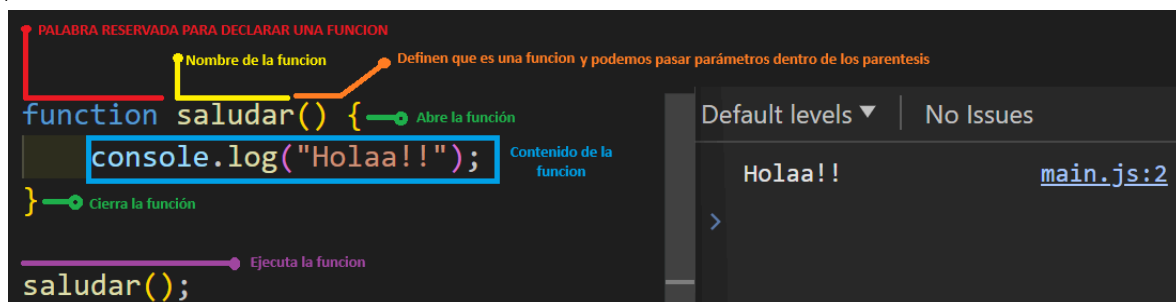 PALABRA RESERVADA PARA DECLARAR UNA FUNCION
Nombre de la funcion
Definen que es una funcion y podemos pasar parámetros dentro de los parentesis
function saludar() {
Abre la función
console.log("Holaa!!");
Contenido de la
funcion
}
Cierra la función
Ejecuta la funcion
saludar();
Default levels ▼ No Issues
Holaa!! main.js:2
>